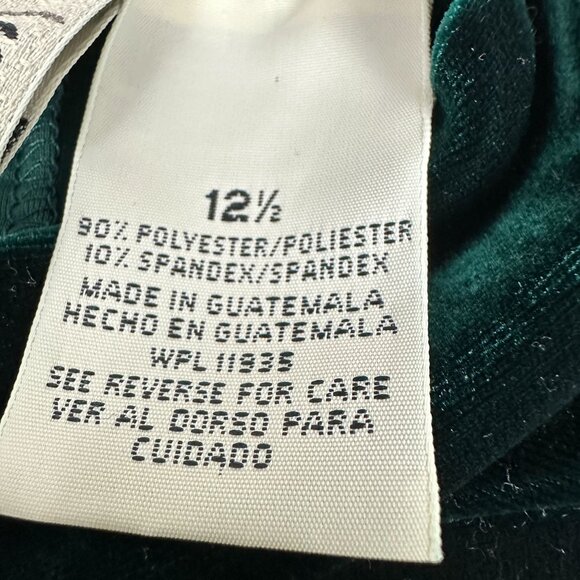 12½
90% POLYESTER/POLIESTER
10% SPANDEX/SPANDEX
MADE IN GUATEMALA
HECHO EN GUATEMALA
WPL 11935
SEE REVERSE FOR CARE
VER AL DORSO PARA
CUIDADO